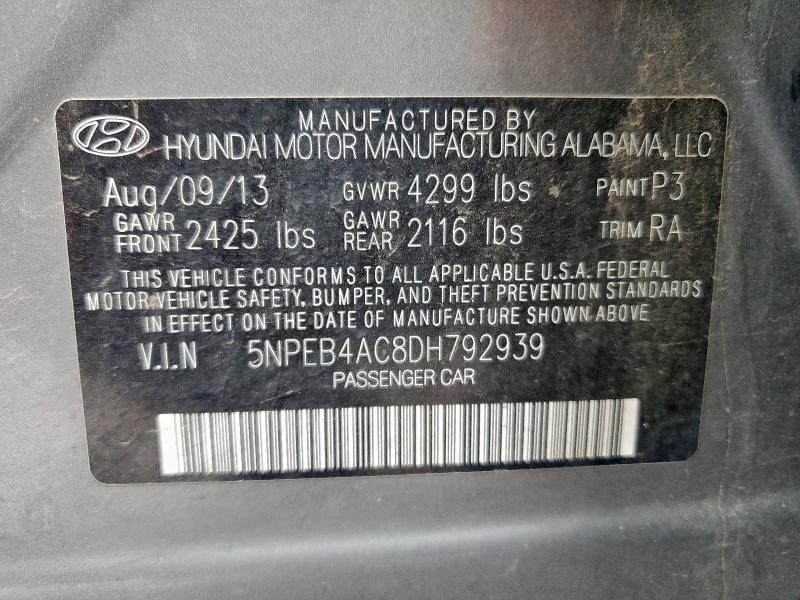 MANUFACTURED BY
HYUNDAI MOTOR MANUFACTURING ALABAMA, LLC
Aug/09/13 GVWR 4299 lbs PAINT P3
GAWR FRONT 2425 lbs GAWR REAR 2116 lbs TRIM RA
THIS VEHICLE CONFORMS TO ALL APPLICABLE U.S.A. FEDERAL
MOTOR VEHICLE SAFETY, BUMPER, AND THEFT PREVENTION STANDARDS
IN EFFECT ON THE DATE OF MANUFACTURE SHOWN ABOVE.
V.I.N 5NPEB4AC8DH792939
PASSENGER CAR